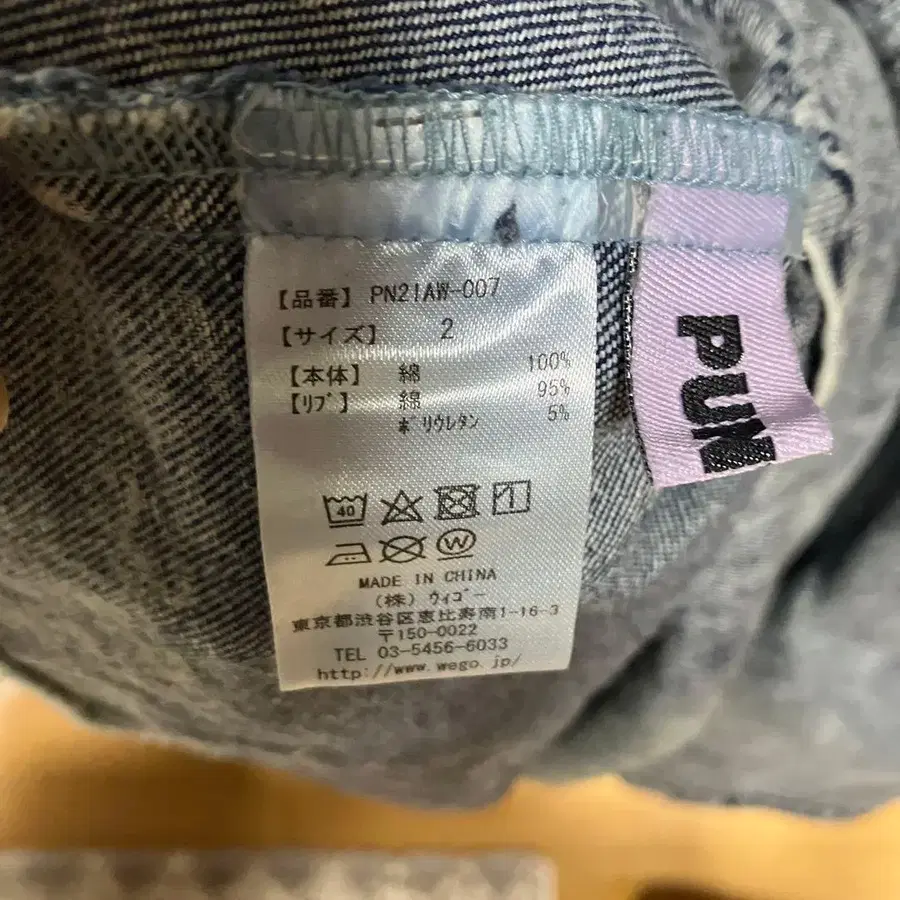 【品番】 PN21AW-007
【サイズ】 2
【本体】 綿 100%
【リブ】 綿 95%
ポリウレタン 5%
40
W
MADE IN CHINA
(株) ウィゴー
東京都渋谷区恵比寿南1-16-3
〒150-0022
TEL 03-5456-6033
http://www.wego.jp/
PUN